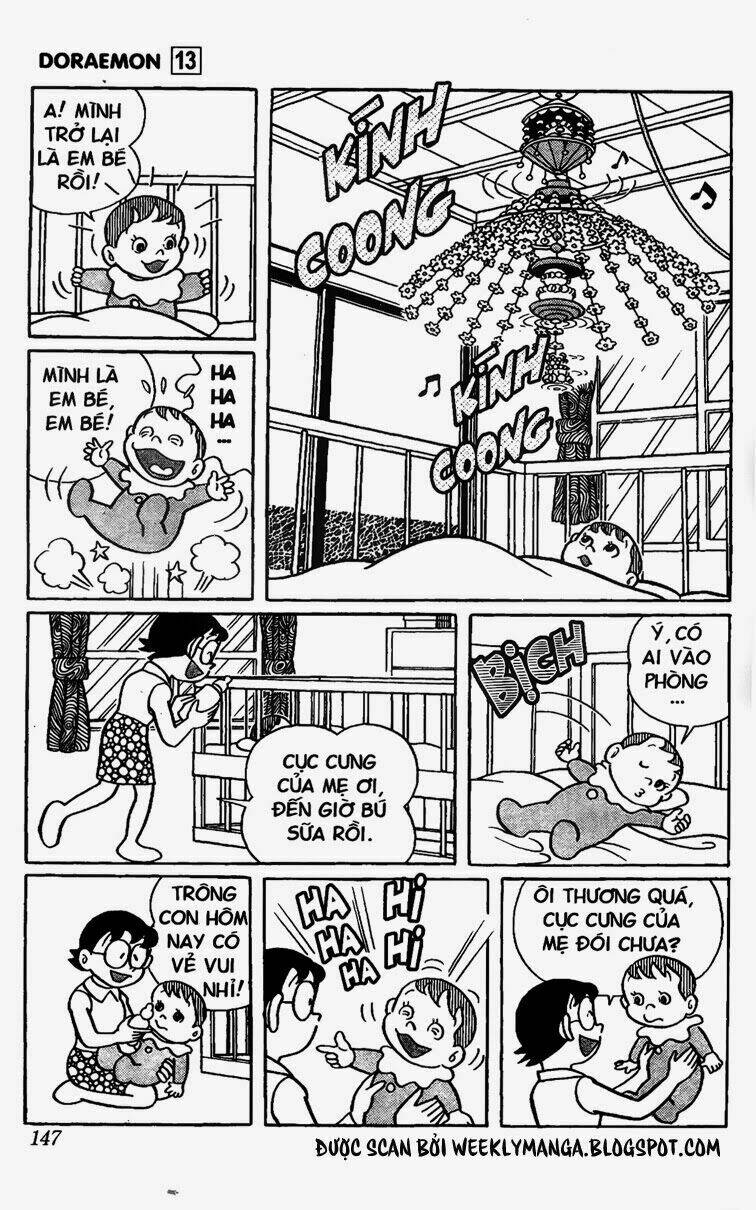 DORAEMON 13
KÍNH
COONG
KÍNH
COONG
A! MÌNH
TRỞ LẠI
LÀ EM BÉ
RỒI!
MÌNH LÀ
EM BÉ,
EM BÉ!
HA
HA
HA
...
CỤC CƯNG
CỦA MẸ ƠI,
ĐẾN GIỜ BÚ
SỮA RỒI.
BỊCH
Ý, CÓ
AI VÀO
PHÒNG
...
TRÔNG
CON HÔM
NAY CÓ
VẺ VUI
NHỈ!
HA
HA
HA
HI
HI
ÔI THƯƠNG QUÁ,
CỤC CƯNG CỦA
MẸ ĐÓI CHƯA?
147
ĐƯỢC SCAN BỞI WEEKLYMANGA.BLOGSPOT.COM